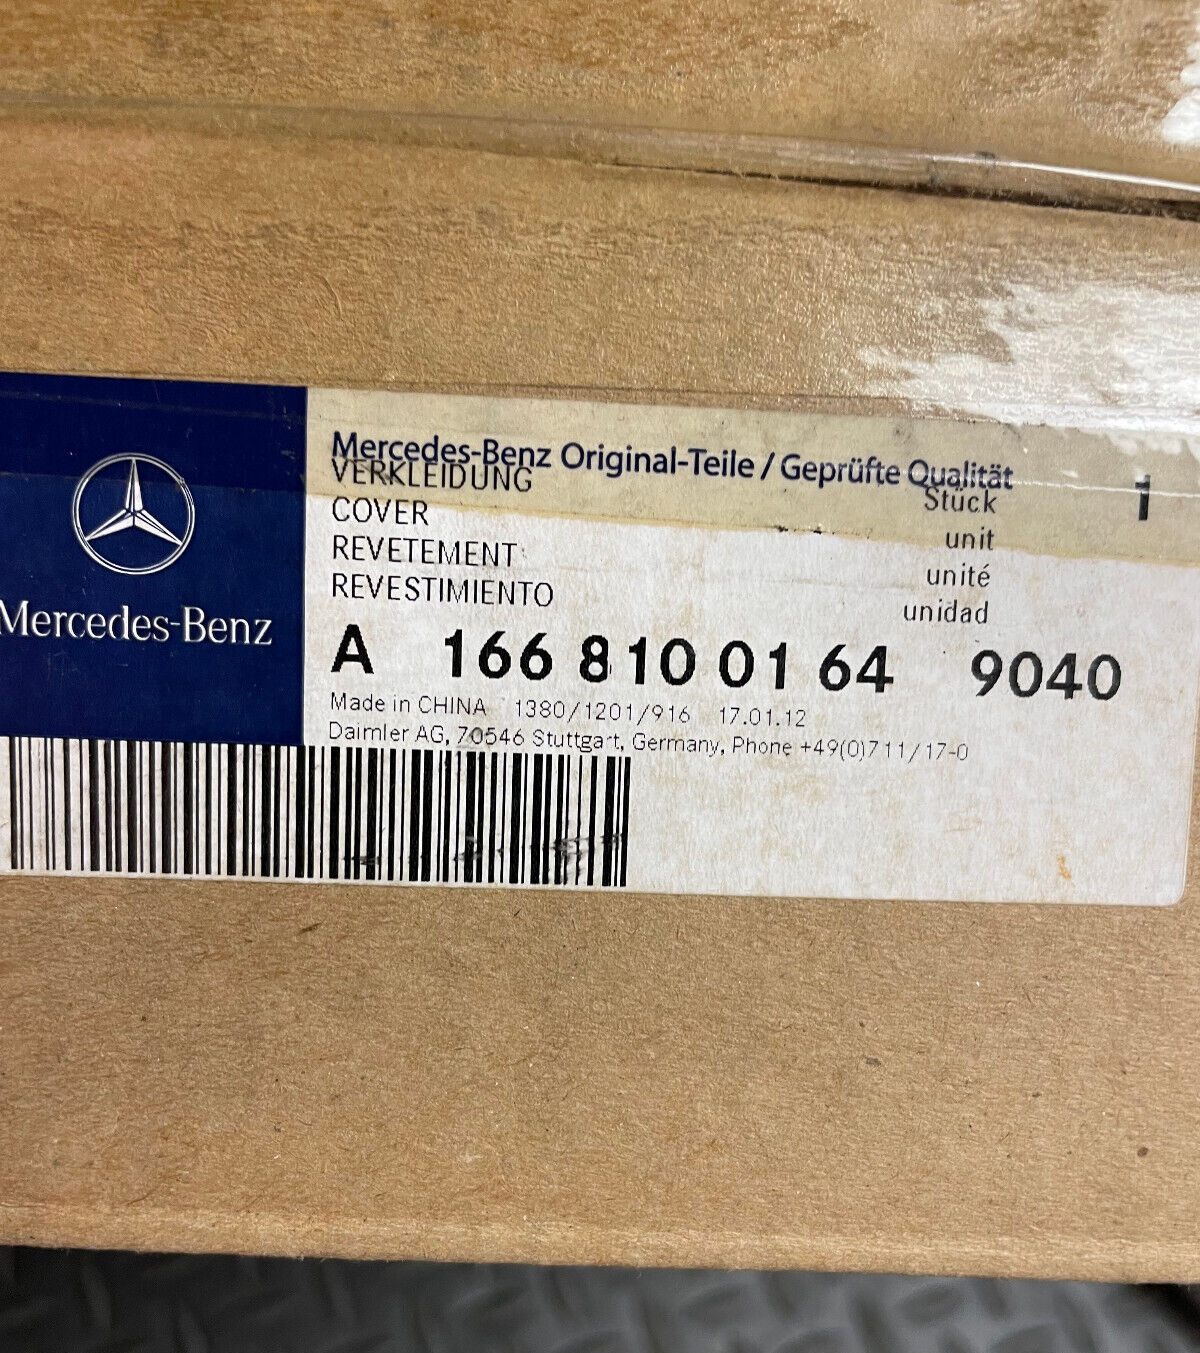 Mercedes-Benz Original-Teile / Geprüfte Qualität
VERKLEIDUNG Stück 1
COVER unit
REVETEMENT unité
REVESTIMIENTO unidad
Mercedes-Benz
A 166 810 01 64 9040
Made in CHINA 1380/1201/916 17.01.12
Daimler AG, 70546 Stuttgart, Germany, Phone +49(0)711/17-0